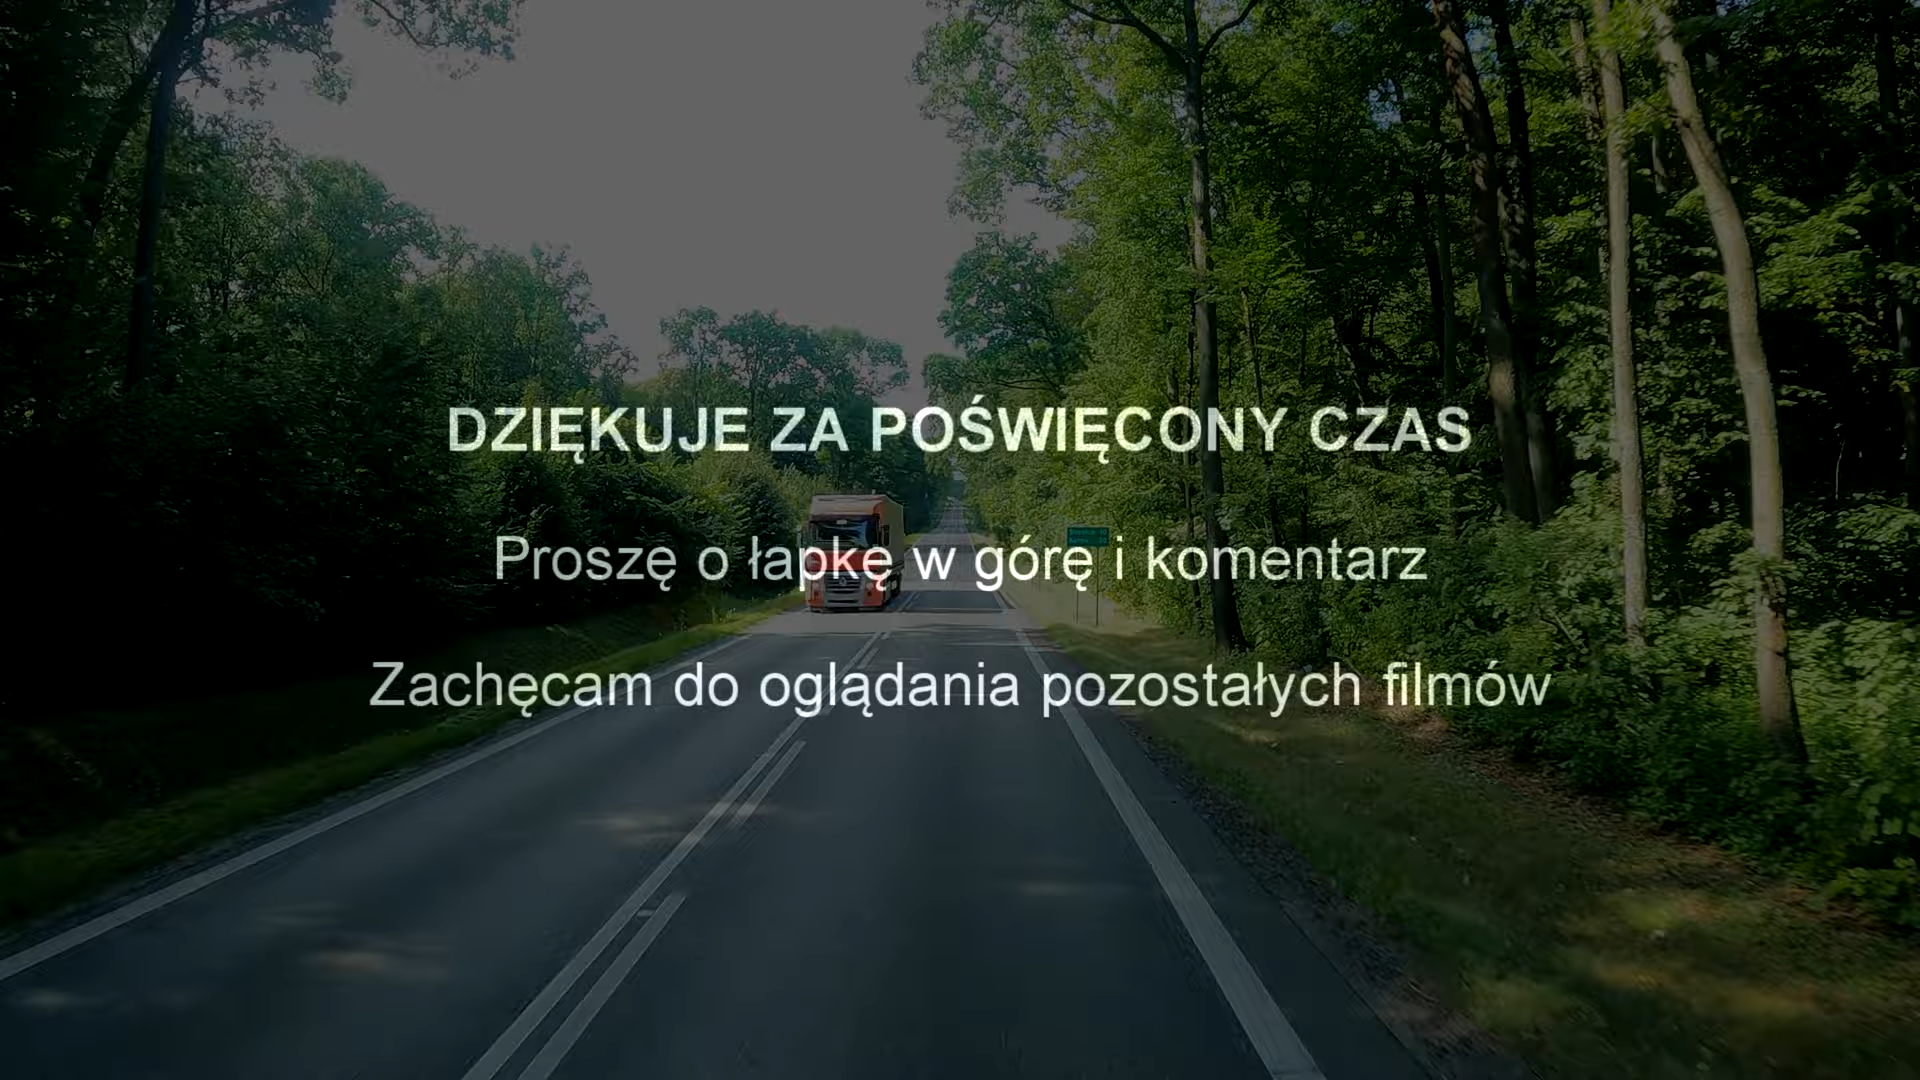 DZIĘKUJE ZA POŚWIĘCONY CZAS
Proszę o łapkę w górę i komentarz
Zachęcam do oglądania pozostałych filmów